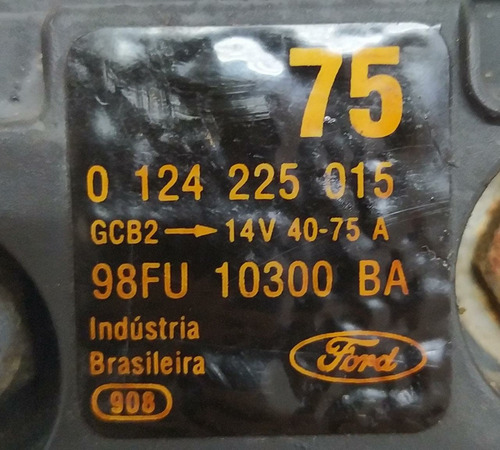 75
0 124 225 015
GCB2 → 14V 40-75 A
98FU 10300 BA
Indústria
Brasileira
Ford
908